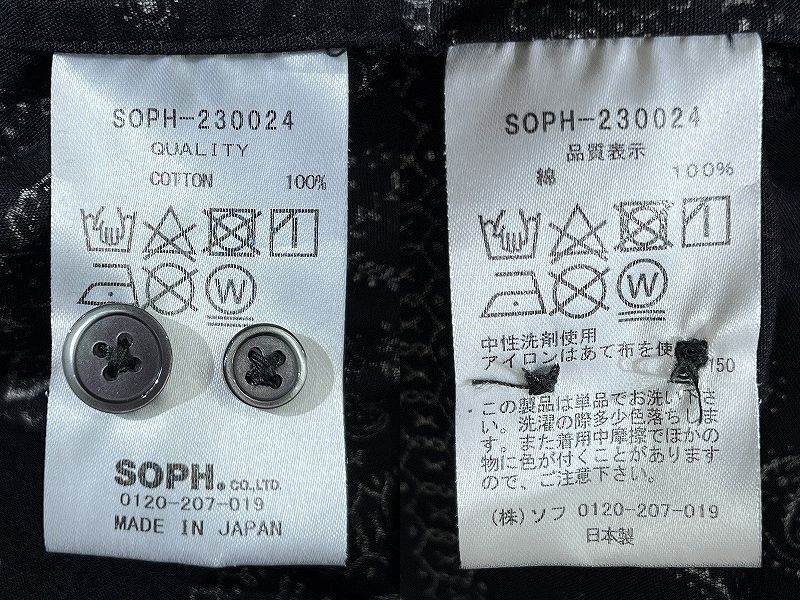 SOPH-230024
QUALITY
COTTON 100%
W
SOPH. CO.,LTD.
0120-207-019
MADE IN JAPAN
SOPH-230024
品質表示
綿 100%
W
中性洗剤使用
アイロンはあて布を使
150
この製品は単品でお洗い下さ
い。洗濯の際多少色落ちしま
す。また着用中摩擦でほかの
物に色が付くことがあります
ので、ご注意下さい。
(株)ソフ 0120-207-019
日本製